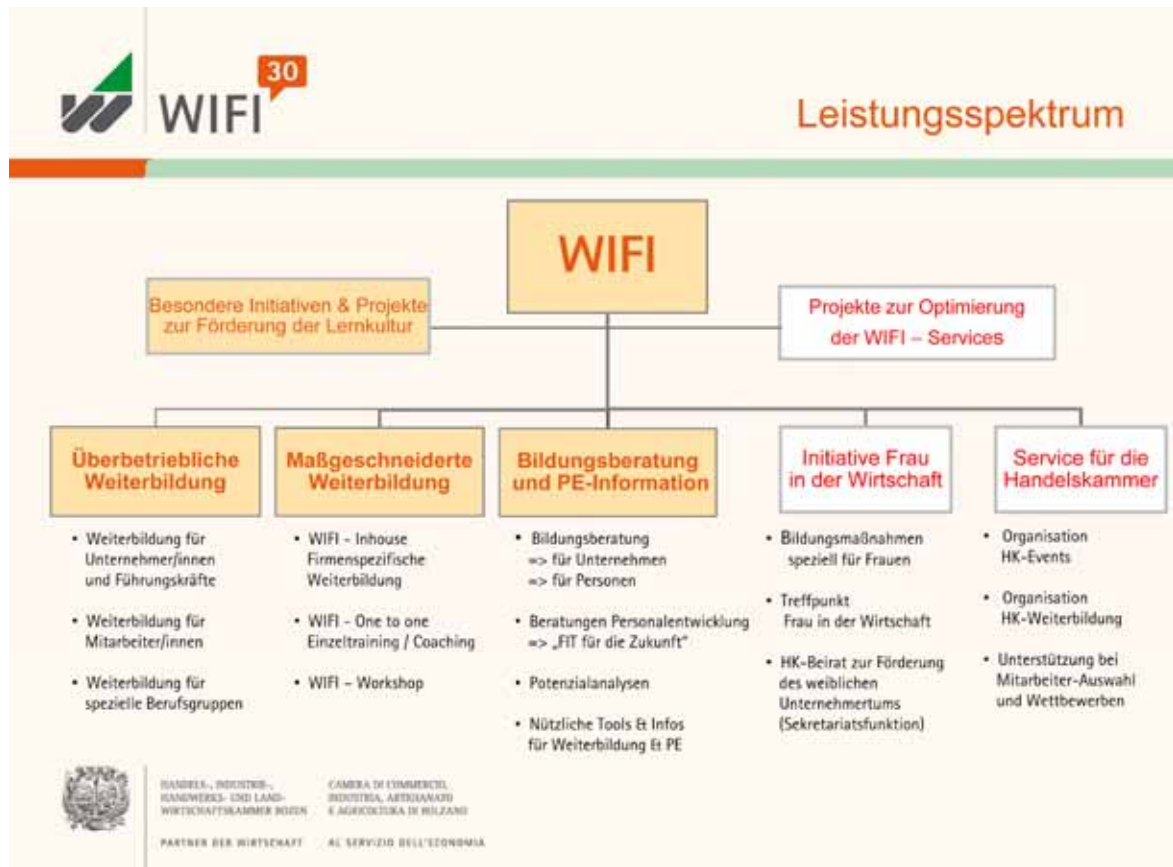 30
WIFI
Leistungsspektrum
WIFI
Besondere Initiativen & Projekte
zur Förderung der Lernkultur
Projekte zur Optimierung
der WIFI – Services
Überbetriebliche
Weiterbildung
• Weiterbildung für
Unternehmer/innen
und Führungskräfte
• Weiterbildung für
Mitarbeiter/innen
• Weiterbildung für
spezielle Berufsgruppen
Maßgeschneiderte
Weiterbildung
• WIFI - Inhouse
Firmenspezifische
Weiterbildung
• WIFI - One to one
Einzeltraining / Coaching
• WIFI – Workshop
Bildungsberatung
und PE-Information
• Bildungsberatung
=> für Unternehmen
=> für Personen
• Beratungen Personalentwicklung
=> „FIT für die Zukunft"
• Potenzialanalysen
• Nützliche Tools & Infos
für Weiterbildung & PE
Initiative Frau
in der Wirtschaft
• Bildungsmaßnahmen
speziell für Frauen
• Treffpunkt
Frau in der Wirtschaft
• HK-Beirat zur Förderung
des weiblichen
Unternehmertums
(Sekretariatsfunktion)
Service für die
Handelskammer
• Organisation
HK-Events
• Organisation
HK-Weiterbildung
• Unterstützung bei
Mitarbeiter-Auswahl
und Wettbewerben
HANDELS-, INDUSTRIE-,
HANDWERKS- UND LAND-
WIRTSCHAFTSKAMMER BOZEN
PARTNER DER WIRTSCHAFT
CAMERA DI COMMERCIO,
INDUSTRIA, ARTIGIANATO
E AGRICOLTURA DI BOLZANO
AL SERVIZIO DELL'ECONOMIA